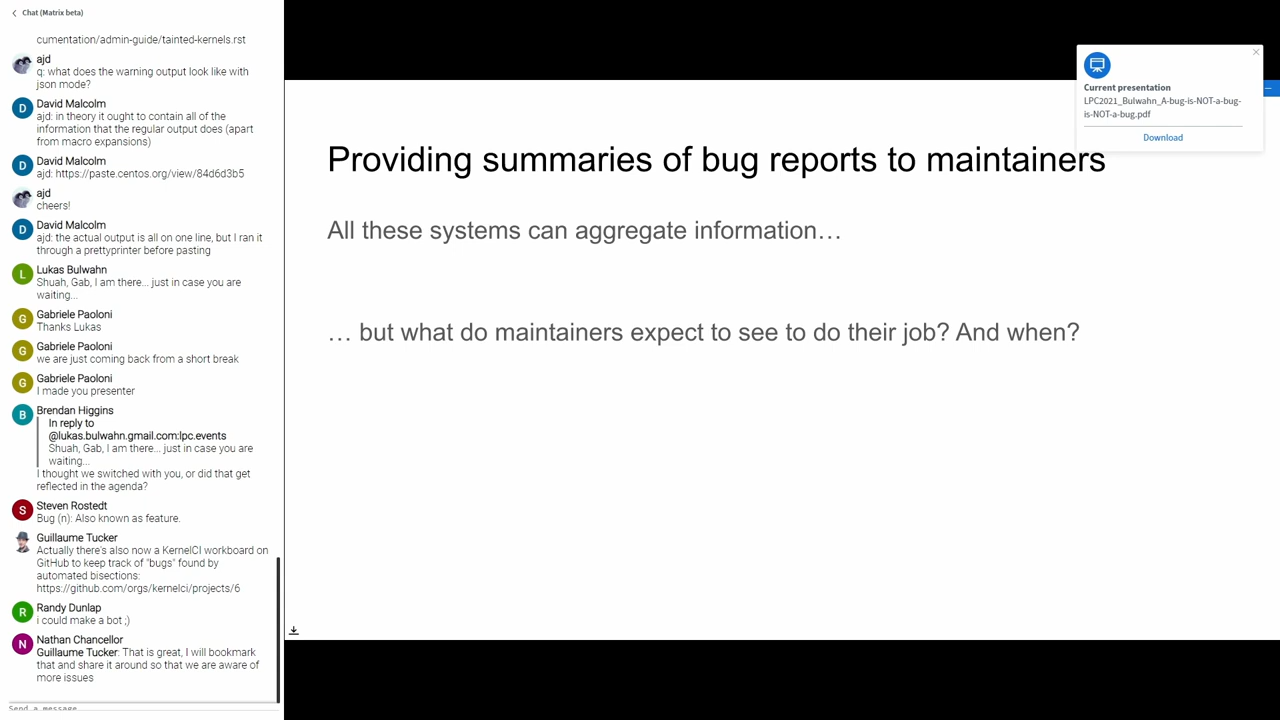 Chat (Matrix beta)
cumentation/admin-guide/tainted-kernels.rst
ajd
q: what does the warning output look like with
json mode?
D
David Malcolm
ajd: in theory it ought to contain all of the
information that the regular output does (apart
from macro expansions)
D
David Malcolm
ajd: https://paste.centos.org/view/84d6d3b5
ajd
cheers!
D
David Malcolm
ajd: the actual output is all on one line, but I ran it
through a prettyprinter before pasting
L
Lukas Bulwahn
Shuah, Gab, I am there... just in case you are
waiting...
G
Gabriele Paoloni
Thanks Lukas
G
Gabriele Paoloni
we are just coming back from a short break
G
Gabriele Paoloni
I made you presenter
B
Brendan Higgins
In reply to
@lukas.bulwahn.gmail.com:lpc.events
Shuah, Gab, I am there... just in case you are
waiting...
I thought we switched with you, or did that get
reflected in the agenda?
S
Steven Rostedt
Bug (n): Also known as feature.
Guillaume Tucker
Actually there's also now a KernelCI workboard on
GitHub to keep track of "bugs" found by
automated bisections:
https://github.com/orgs/kernelci/projects/6
R
Randy Dunlap
i could make a bot ;)
N
Nathan Chancellor
Guillaume Tucker: That is great, I will bookmark
that and share it around so that we are aware of
more issues
Send a message
Providing summaries of bug reports to maintainers
All these systems can aggregate information…
… but what do maintainers expect to see to do their job? And when?
Current presentation
LPC2021_Bulwahn_A-bug-is-NOT-a-bug-
is-NOT-a-bug.pdf
Download